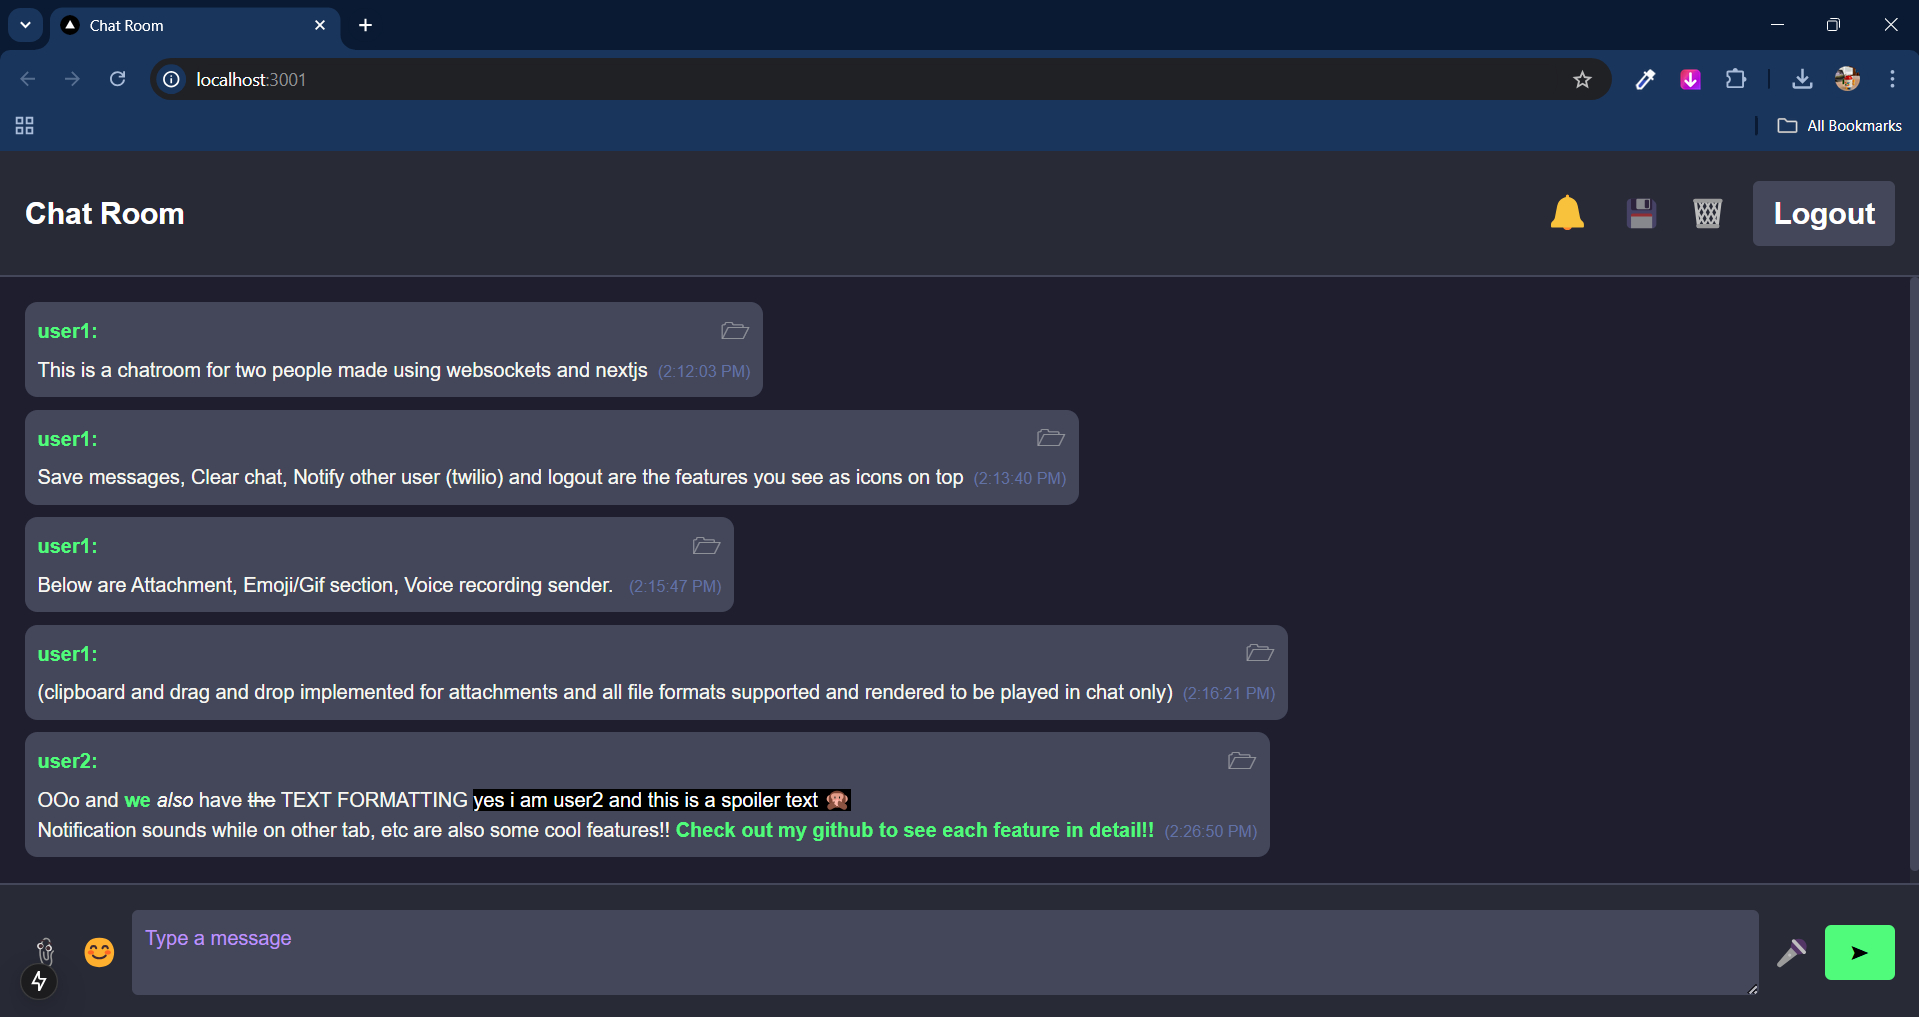 Chat Room
localhost:3001
All Bookmarks
Chat Room
Logout
user1:
This is a chatroom for two people made using websockets and nextjs (2:12:03 PM)
user1:
Save messages, Clear chat, Notify other user (twilio) and logout are the features you see as icons on top (2:13:40 PM)
user1:
Below are Attachment, Emoji/Gif section, Voice recording sender. (2:15:47 PM)
user1:
(clipboard and drag and drop implemented for attachments and all file formats supported and rendered to be played in chat only) (2:16:21 PM)
user2:
OOo and we also have the TEXT FORMATTING yes i am user2 and this is a spoiler text 🙊
Notification sounds while on other tab, etc are also some cool features!! Check out my github to see each feature in detail!! (2:26:50 PM)
Type a message